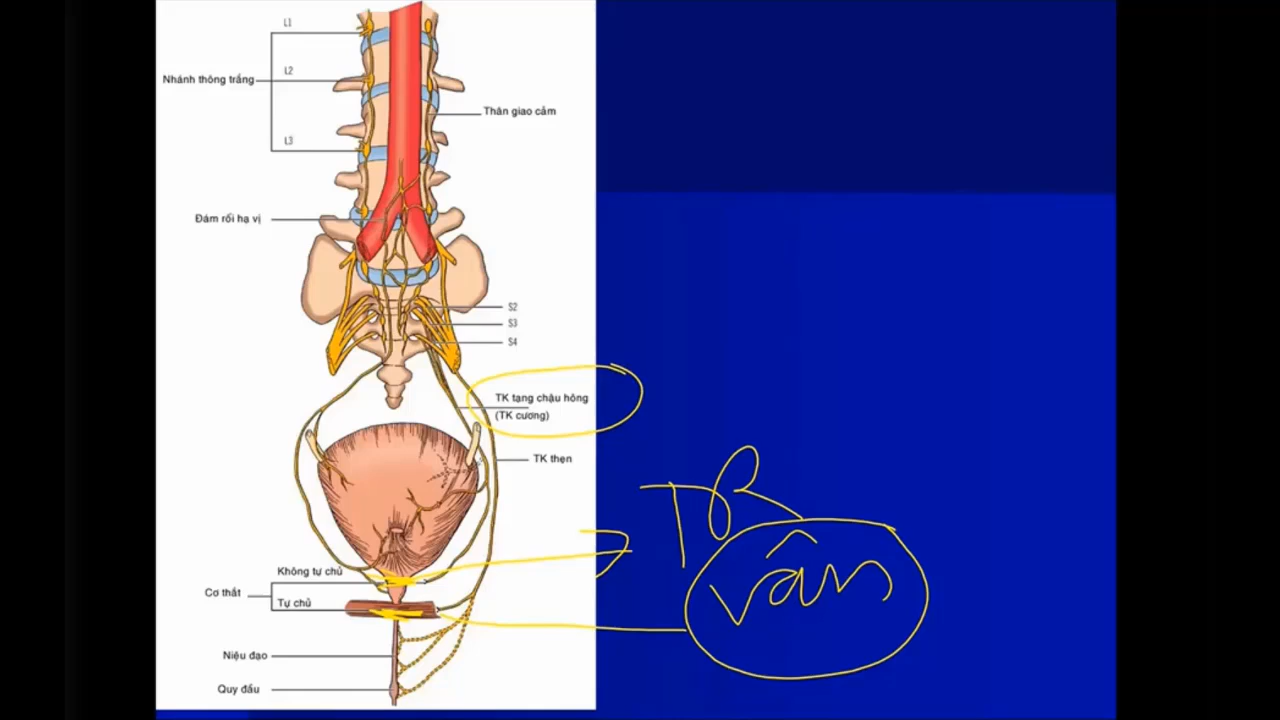 L1
Nhánh thông trắng
L2
Thân giao cảm
L3
Đám rối hạ vị
S2
S3
S4
TK tạng chậu hông
(TK cương)
TK thẹn
Không tự chủ
Cơ thắt
Tự chủ
vân
Niệu đạo
Quy đầu